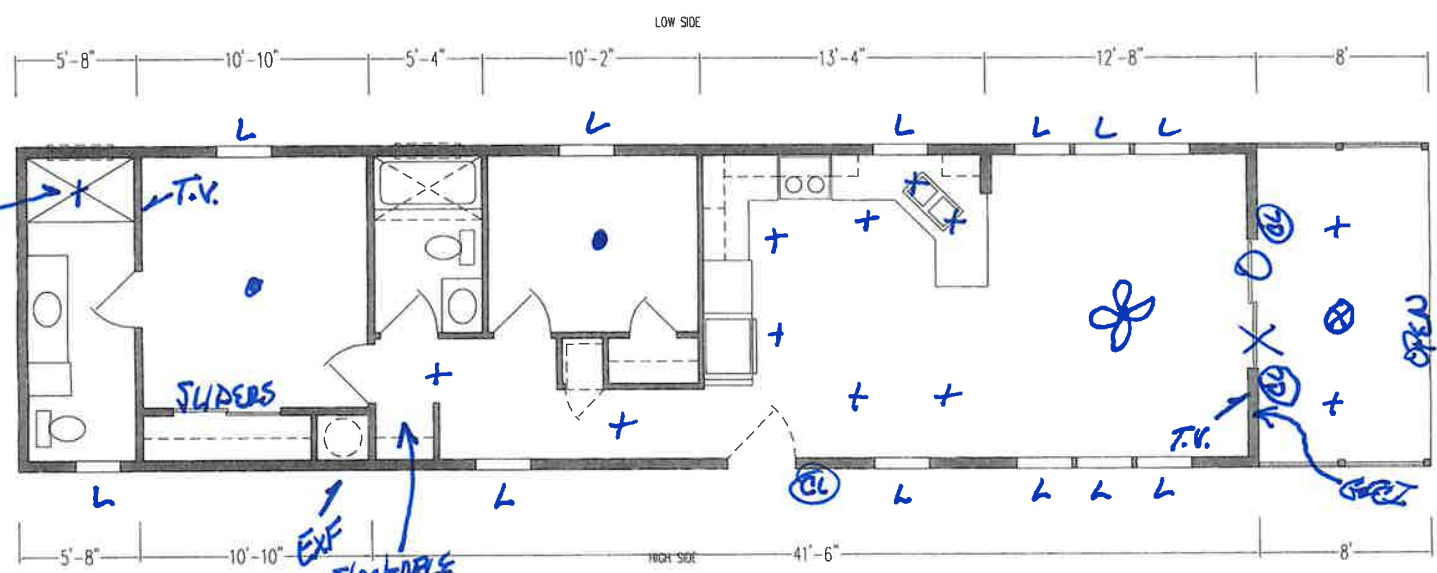 LOW SIDE
5'-8" 10'-10" 5'-4" 10'-2" 13'-4" 12'-8" 8'
L L L L L L
T.V.
OPEN
SLIDERS
T.V.
L L L L L L
GFCI
EXF
5'-8" 10'-10" HIGH SIDE 41'-6" 8'